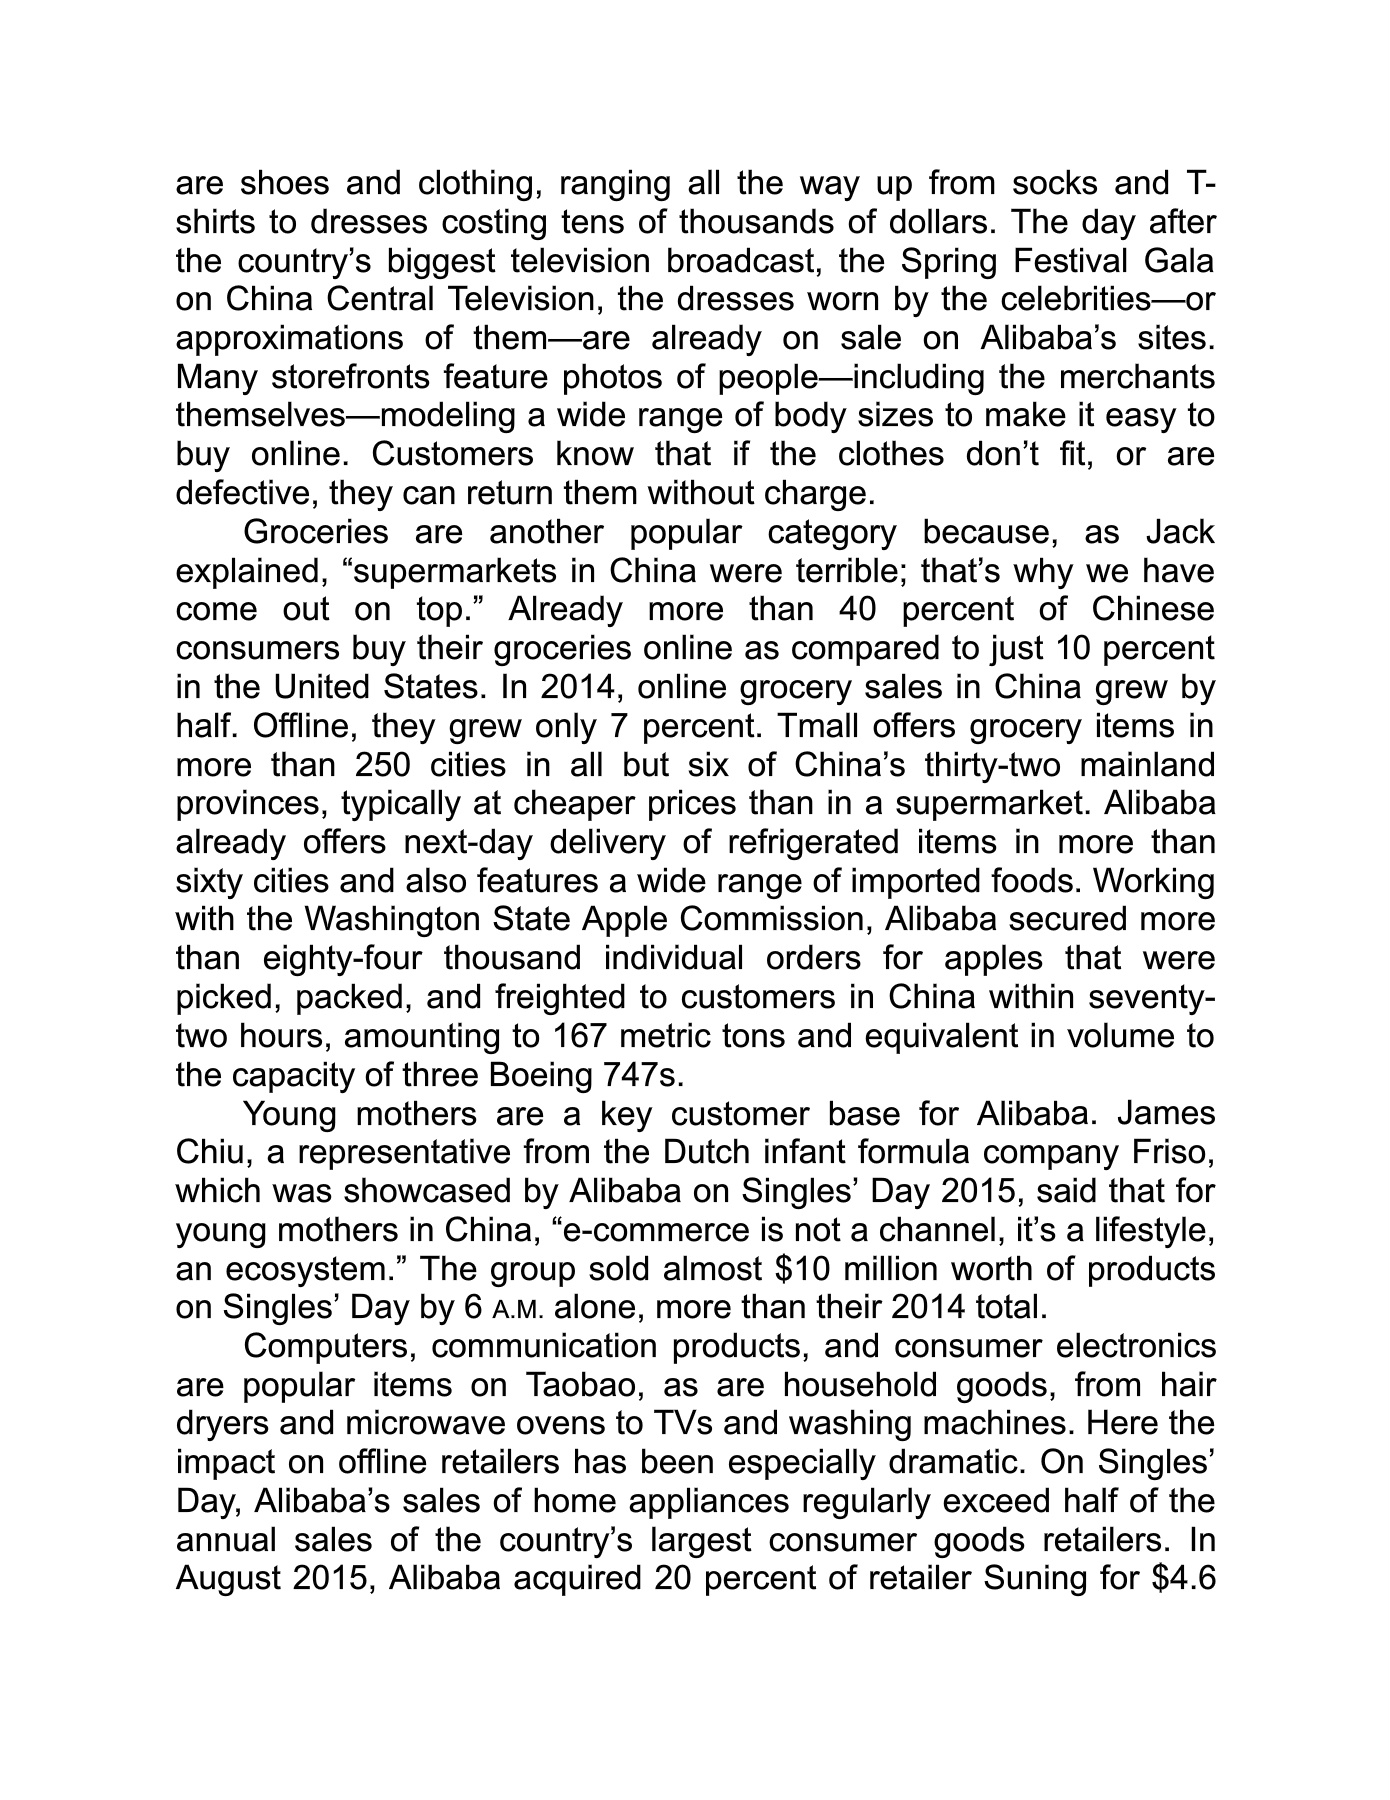 are shoes and clothing, ranging all the way up from socks and T-
shirts to dresses costing tens of thousands of dollars. The day after
the country’s biggest television broadcast, the Spring Festival Gala
on China Central Television, the dresses worn by the celebrities—or
approximations of them—are already on sale on Alibaba’s sites.
Many storefronts feature photos of people—including the merchants
themselves—modeling a wide range of body sizes to make it easy to
buy online. Customers know that if the clothes don’t fit, or are
defective, they can return them without charge.
Groceries are another popular category because, as Jack
explained, “supermarkets in China were terrible; that’s why we have
come out on top.” Already more than 40 percent of Chinese
consumers buy their groceries online as compared to just 10 percent
in the United States. In 2014, online grocery sales in China grew by
half. Offline, they grew only 7 percent. Tmall offers grocery items in
more than 250 cities in all but six of China’s thirty-two mainland
provinces, typically at cheaper prices than in a supermarket. Alibaba
already offers next-day delivery of refrigerated items in more than
sixty cities and also features a wide range of imported foods. Working
with the Washington State Apple Commission, Alibaba secured more
than eighty-four thousand individual orders for apples that were
picked, packed, and freighted to customers in China within seventy-
two hours, amounting to 167 metric tons and equivalent in volume to
the capacity of three Boeing 747s.
Young mothers are a key customer base for Alibaba. James
Chiu, a representative from the Dutch infant formula company Friso,
which was showcased by Alibaba on Singles’ Day 2015, said that for
young mothers in China, “e-commerce is not a channel, it’s a lifestyle,
an ecosystem.” The group sold almost $10 million worth of products
on Singles’ Day by 6 A.M. alone, more than their 2014 total.
Computers, communication products, and consumer electronics
are popular items on Taobao, as are household goods, from hair
dryers and microwave ovens to TVs and washing machines. Here the
impact on offline retailers has been especially dramatic. On Singles’
Day, Alibaba’s sales of home appliances regularly exceed half of the
annual sales of the country’s largest consumer goods retailers. In
August 2015, Alibaba acquired 20 percent of retailer Suning for $4.6